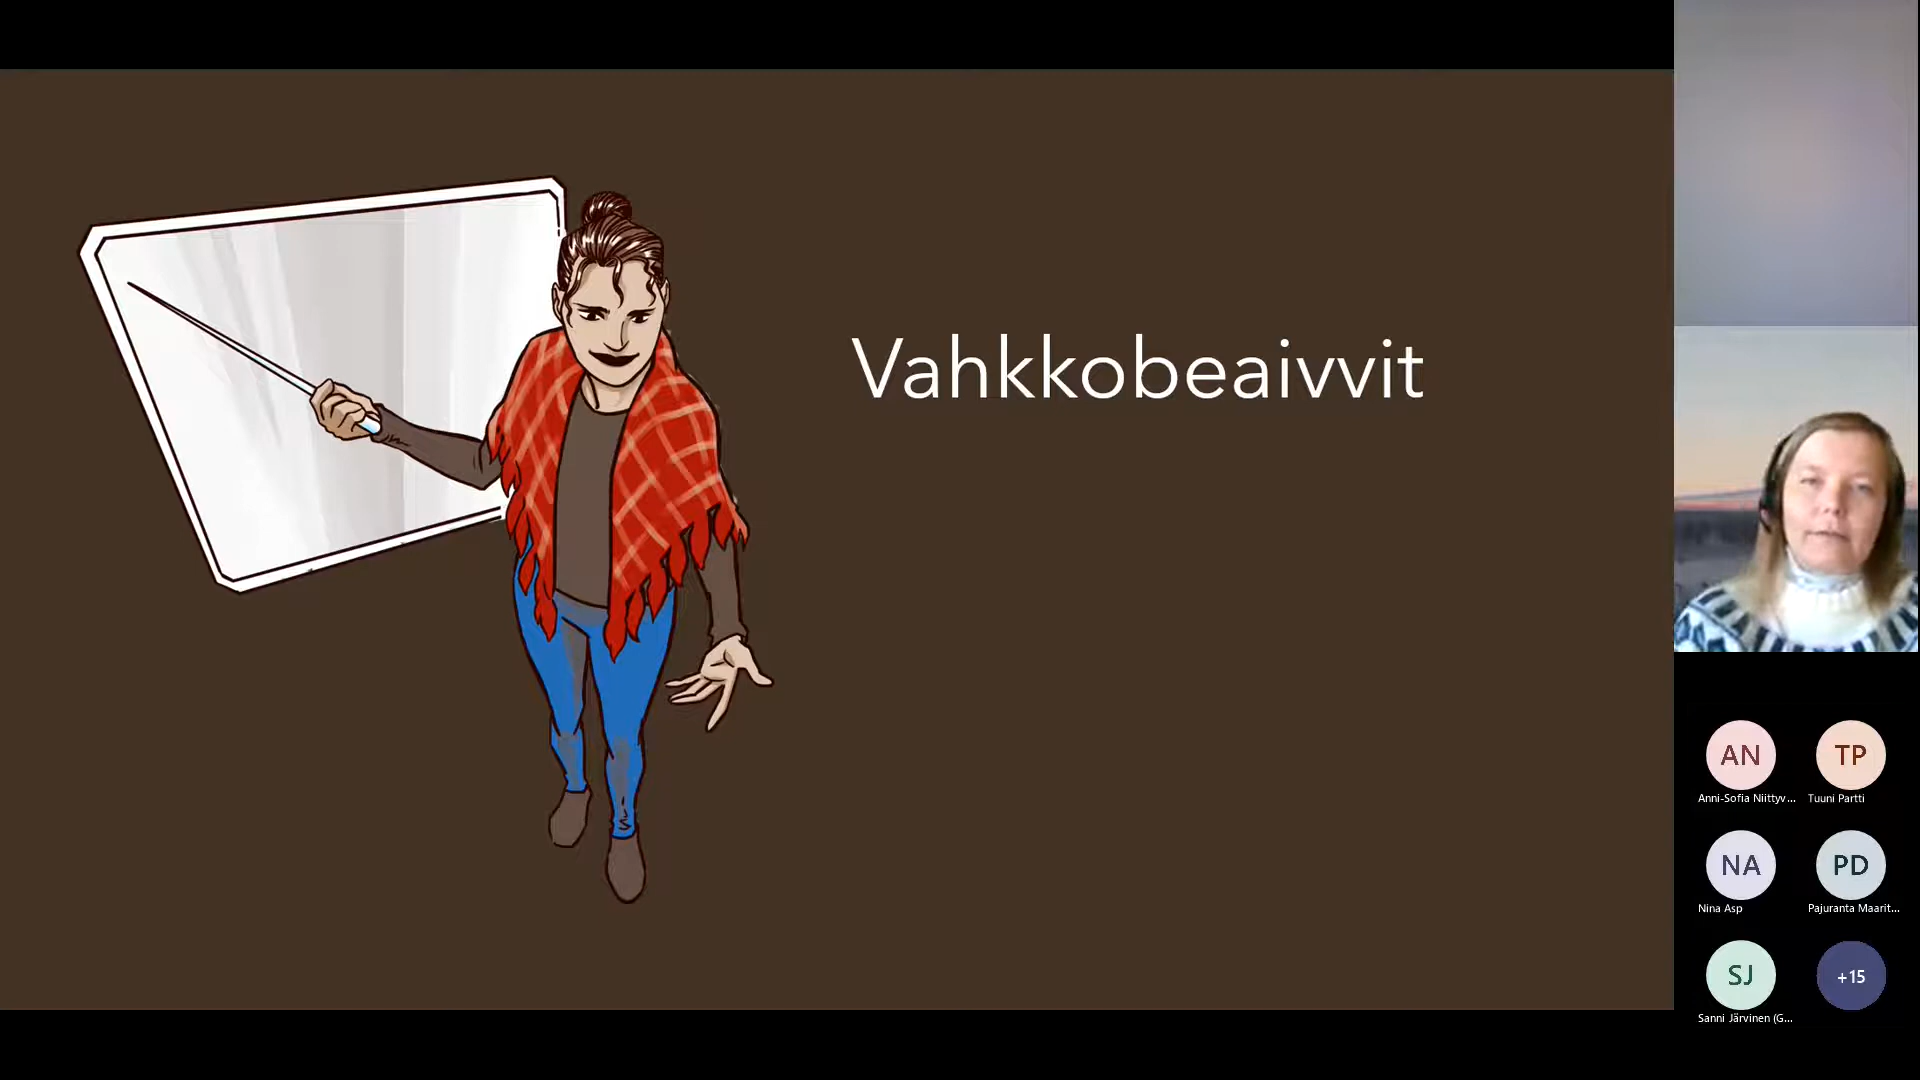 Vahkkobeaivvit
AN
TP
Anni-Sofia Niittyv...
Tuuni Partti
NA
PD
Nina Asp
Pajuranta Maarit...
SJ
+15
Sanni Järvinen (G...